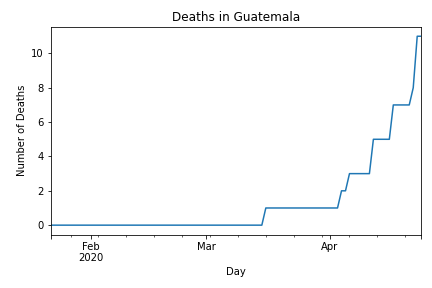 Deaths in Guatemala
10
8
6
4
2
0
Number of Deaths
Feb
2020
Mar
Apr
Day